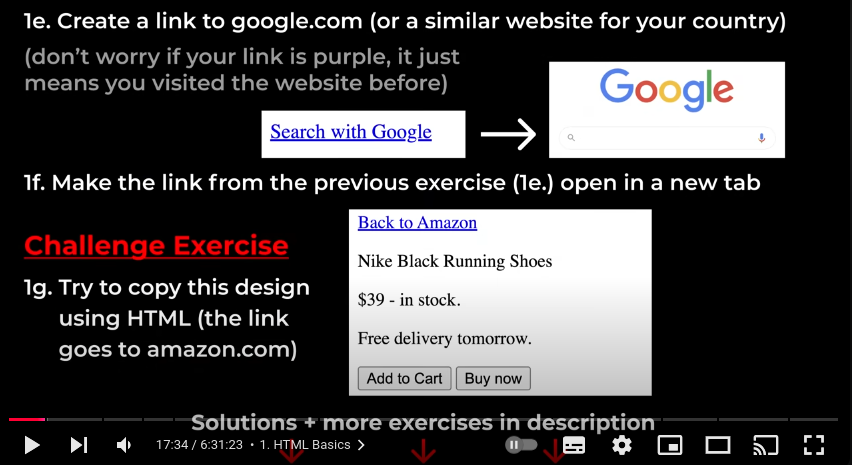 1e. Create a link to google.com (or a similar website for your country)
(don’t worry if your link is purple, it just
means you visited the website before)
Google
Search with Google
1f. Make the link from the previous exercise (1e.) open in a new tab
Challenge Exercise
1g. Try to copy this design
using HTML (the link
goes to amazon.com)
Back to Amazon
Nike Black Running Shoes
$39 - in stock.
Free delivery tomorrow.
Add to Cart Buy now
Solutions + more exercises in description
17:34 / 6:31:23 • 1. HTML Basics